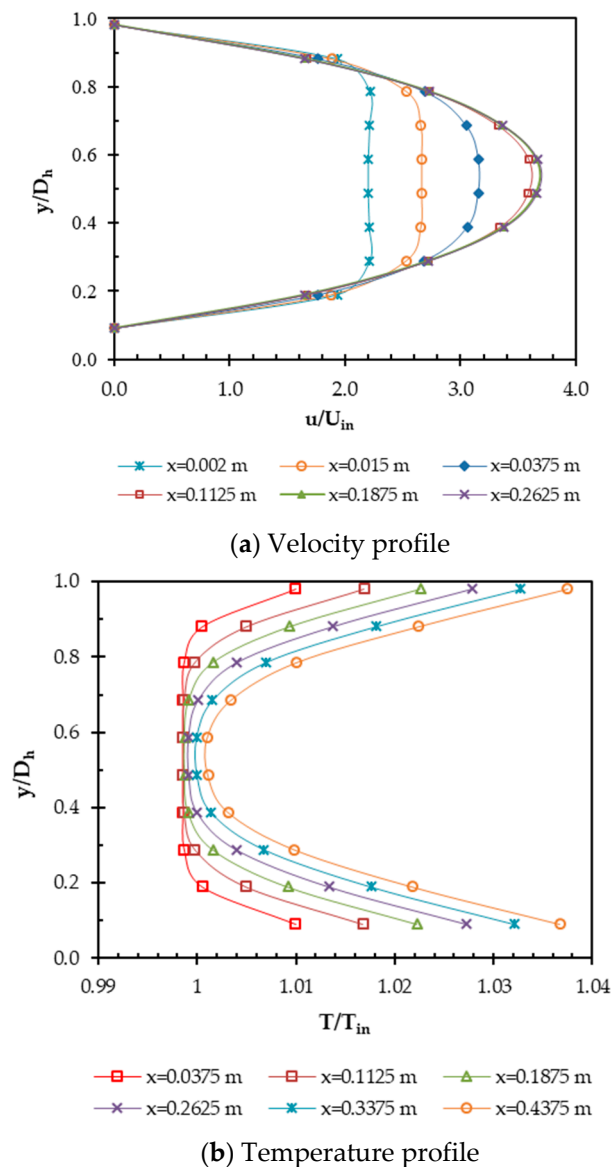 1.0
0.8
0.6
0.4
0.2
0.0
y/Dh
0.0 1.0 2.0 3.0 4.0
u/Uin
x=0.002 m x=0.015 m x=0.0375 m
x=0.1125 m x=0.1875 m x=0.2625 m
(a) Velocity profile
1.0
0.8
0.6
0.4
0.2
0.0
y/Dh
0.99 1 1.01 1.02 1.03 1.04
T/Tin
x=0.0375 m x=0.1125 m x=0.1875 m
x=0.2625 m x=0.3375 m x=0.4375 m
(b) Temperature profile